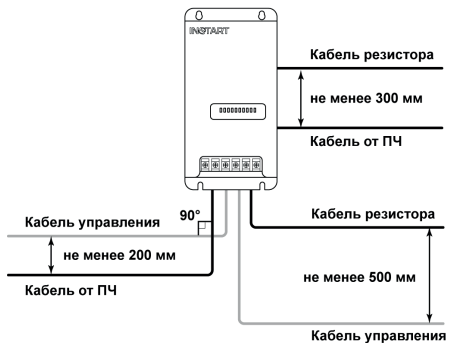 INSTART
Кабель резистора
не менее 300 мм
Кабель от ПЧ
90°
Кабель управления
не менее 200 мм
Кабель от ПЧ
Кабель резистора
не менее 500 мм
Кабель управления